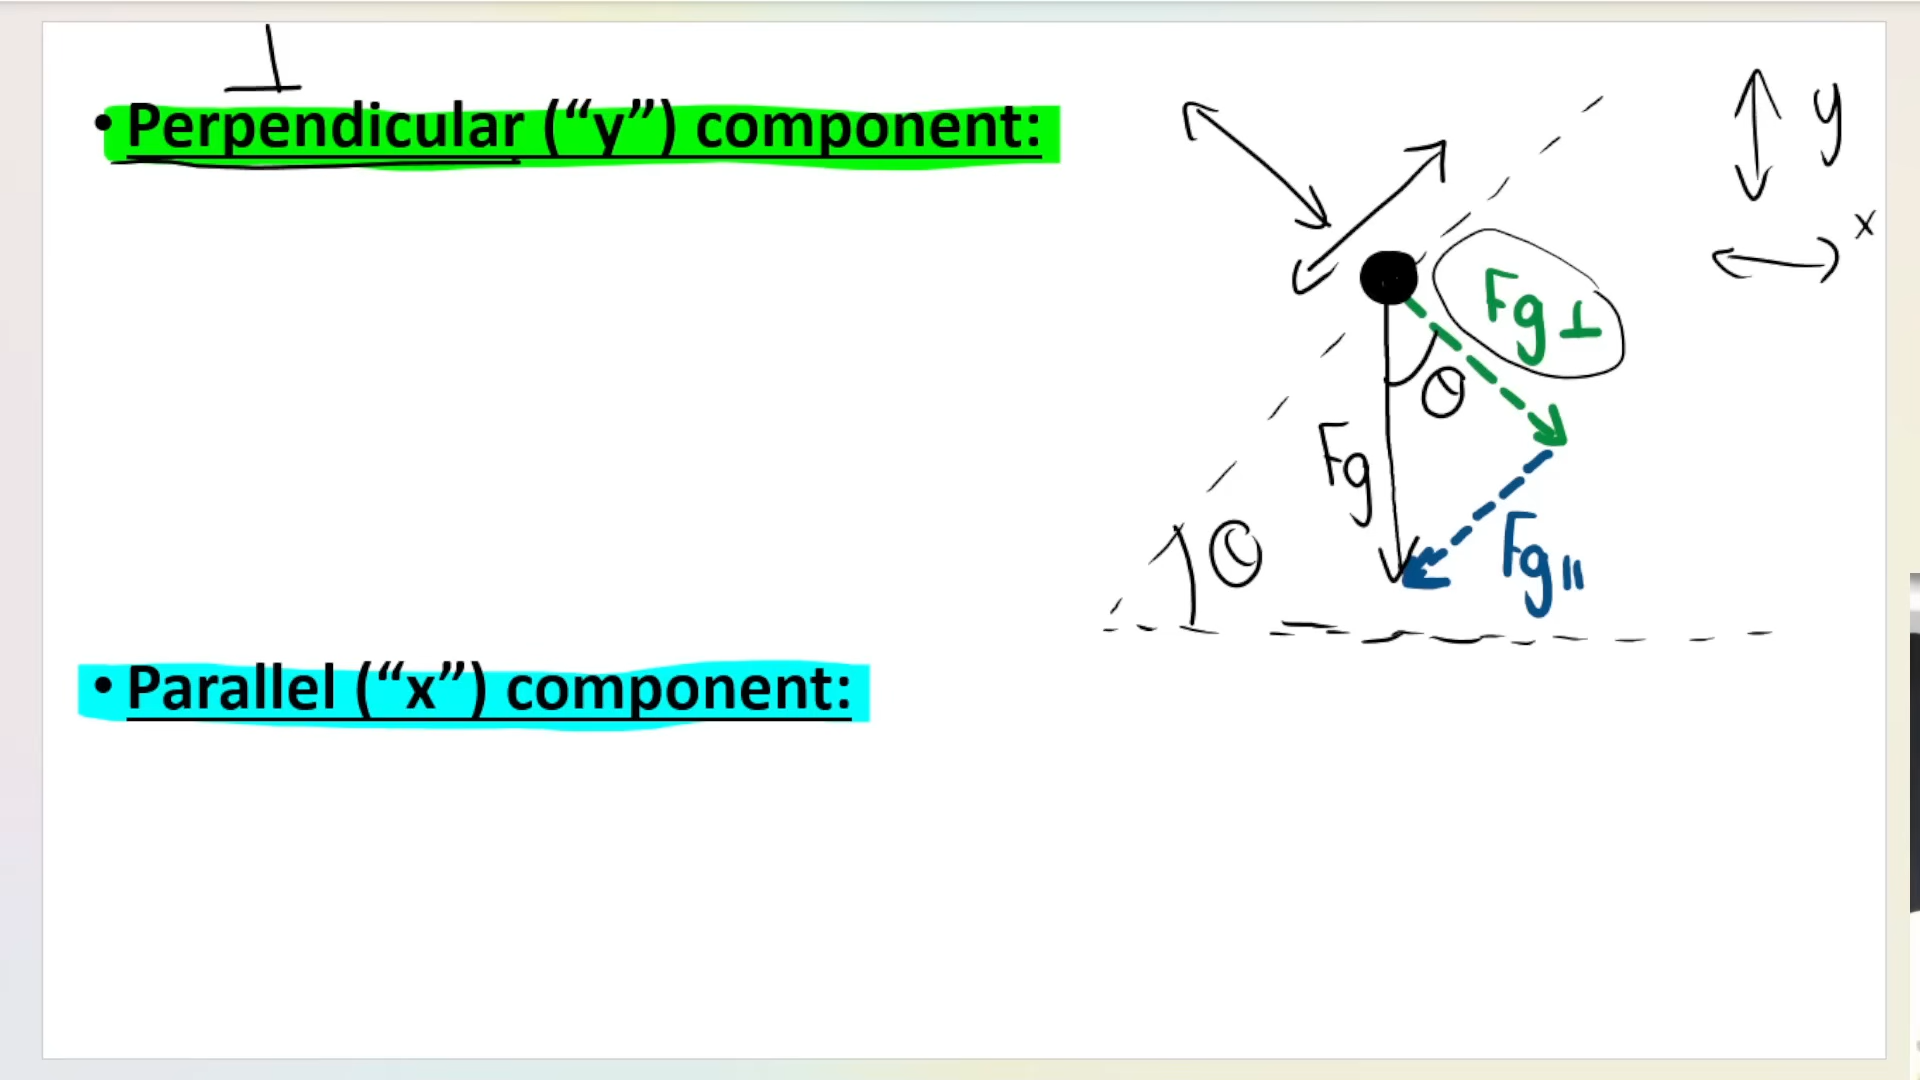 ⊥
• Perpendicular (“y”) component:
y
x
Fg⊥
θ
Fg
θ
Fg||
• Parallel (“x”) component: